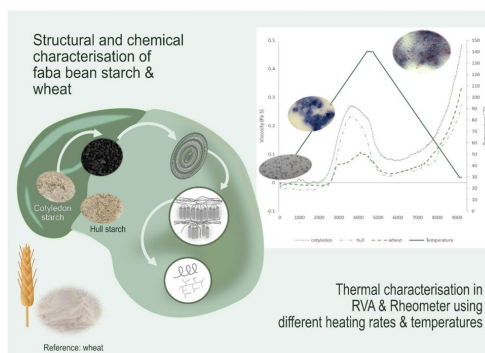 Structural and chemical
characterisation of
faba bean starch &
wheat
Cotyledon
starch
Hull starch
Reference: wheat
0.5
0.4
0.3
0.2
0.1
0
-0.1
Viscosity (Pa S)
150
140
130
120
110
100
90
80
70
60
50
40
30
20
10
0
0 1000 2000 3000 4000 5000 6000 7000 8000 9000
cotyledon hull wheat Temperature
Thermal characterisation in
RVA & Rheometer using
different heating rates & temperatures